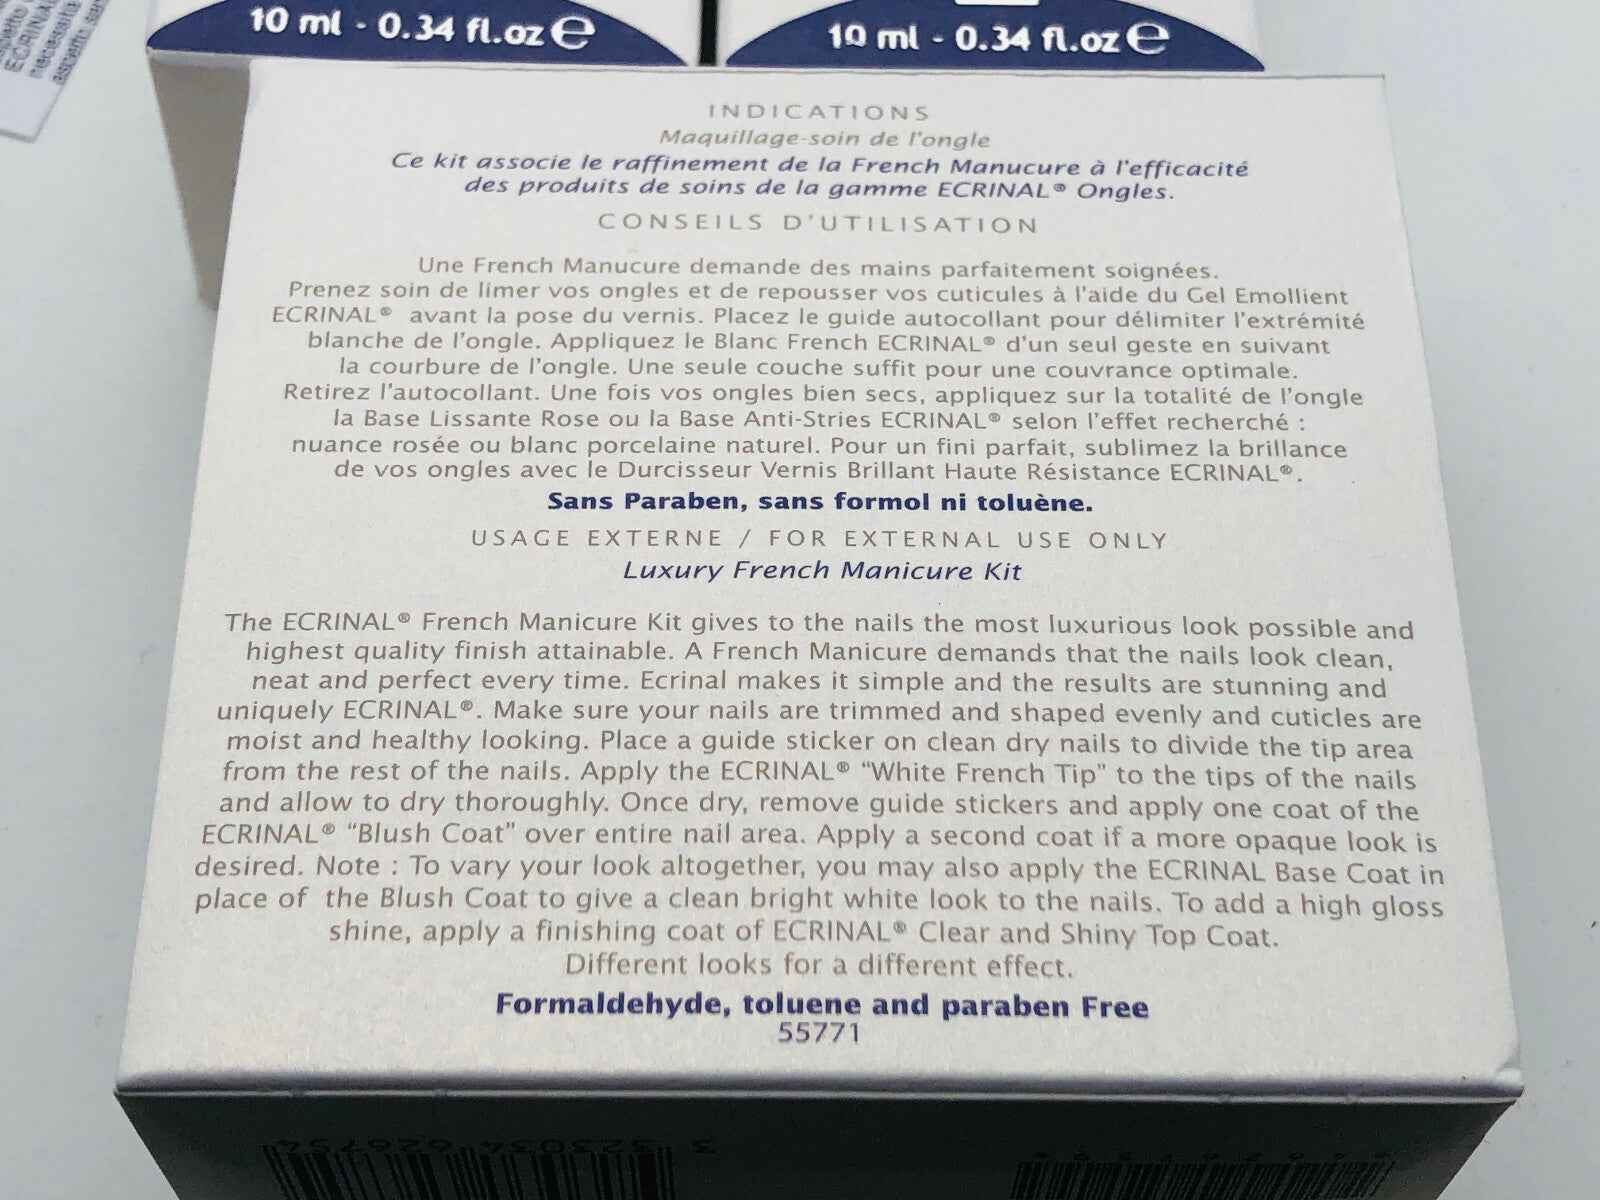 10 ml - 0.34 fl.oz ℮
10 ml - 0.34 fl.oz ℮
ECRINAL
necessita
INDICATIONS
Maquillage-soin de l'ongle
Ce kit associe le raffinement de la French Manucure à l'efficacité
des produits de soins de la gamme ECRINAL® Ongles.
CONSEILS D'UTILISATION
Une French Manucure demande des mains parfaitement soignées.
Prenez soin de limer vos ongles et de repousser vos cuticules à l'aide du Gel Emollient
ECRINAL® avant la pose du vernis. Placez le guide autocollant pour délimiter l'extrémité
blanche de l'ongle. Appliquez le Blanc French ECRINAL® d'un seul geste en suivant
la courbure de l'ongle. Une seule couche suffit pour une couvrance optimale.
Retirez l'autocollant. Une fois vos ongles bien secs, appliquez sur la totalité de l'ongle
la Base Lissante Rose ou la Base Anti-Stries ECRINAL® selon l'effet recherché :
nuance rosée ou blanc porcelaine naturel. Pour un fini parfait, sublimez la brillance
de vos ongles avec le Durcisseur Vernis Brillant Haute Résistance ECRINAL®.
Sans Paraben, sans formol ni toluène.
USAGE EXTERNE / FOR EXTERNAL USE ONLY
Luxury French Manicure Kit
The ECRINAL® French Manicure Kit gives to the nails the most luxurious look possible and
highest quality finish attainable. A French Manicure demands that the nails look clean,
neat and perfect every time. Ecrinal makes it simple and the results are stunning and
uniquely ECRINAL®. Make sure your nails are trimmed and shaped evenly and cuticles are
moist and healthy looking. Place a guide sticker on clean dry nails to divide the tip area
from the rest of the nails. Apply the ECRINAL® “White French Tip” to the tips of the nails
and allow to dry thoroughly. Once dry, remove guide stickers and apply one coat of the
ECRINAL® “Blush Coat” over entire nail area. Apply a second coat if a more opaque look is
desired. Note : To vary your look altogether, you may also apply the ECRINAL Base Coat in
place of the Blush Coat to give a clean bright white look to the nails. To add a high gloss
shine, apply a finishing coat of ECRINAL® Clear and Shiny Top Coat.
Different looks for a different effect.
Formaldehyde, toluene and paraben Free
55771
3 323034 626754